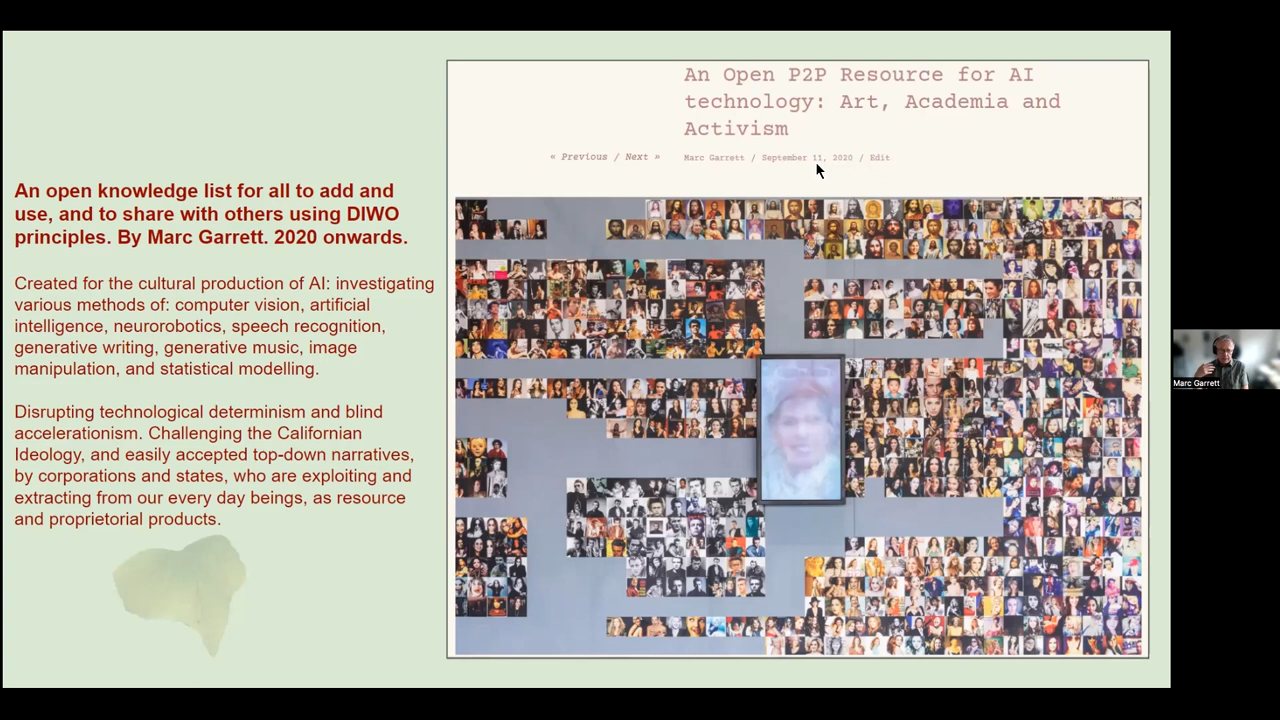 An Open P2P Resource for AI
technology: Art, Academia and
Activism
« Previous / Next »
Marc Garrett / September 11, 2020 / Edit
An open knowledge list for all to add and
use, and to share with others using DIWO
principles. By Marc Garrett. 2020 onwards.
Created for the cultural production of AI: investigating
various methods of: computer vision, artificial
intelligence, neurorobotics, speech recognition,
generative writing, generative music, image
manipulation, and statistical modelling.
Disrupting technological determinism and blind
accelerationism. Challenging the Californian
Ideology, and easily accepted top-down narratives,
by corporations and states, who are exploiting and
extracting from our every day beings, as resource
and proprietorial products.
Marc Garrett